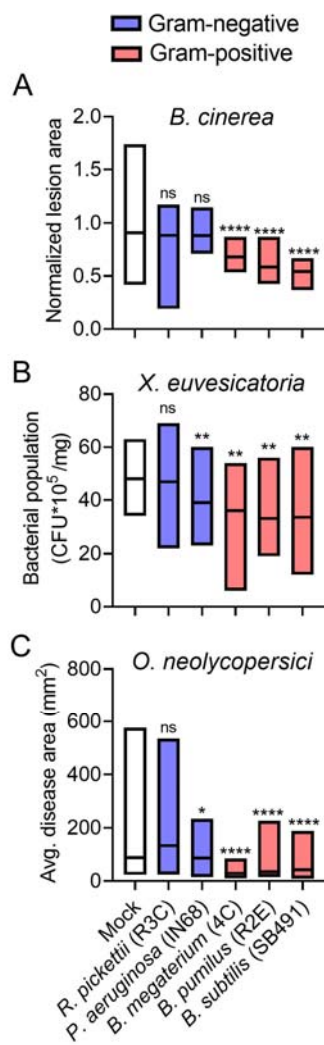 Gram-negative
Gram-positive
A
B. cinerea
Normalized lesion area
2.0
1.5
1.0
0.5
0.0
ns
ns
****
****
****
B
X. euvesicatoria
Bacterial population
(CFU*10⁵/mg)
80
60
40
20
0
ns
**
**
**
**
C
O. neolycopersici
Avg. disease area (mm²)
800
600
400
200
0
ns
*
****
****
****
Mock
R. pickettii (R3C)
P. aeruginosa (IN68)
B. megaterium (4C)
B. pumilus (R2E)
B. subtilis (SB491)